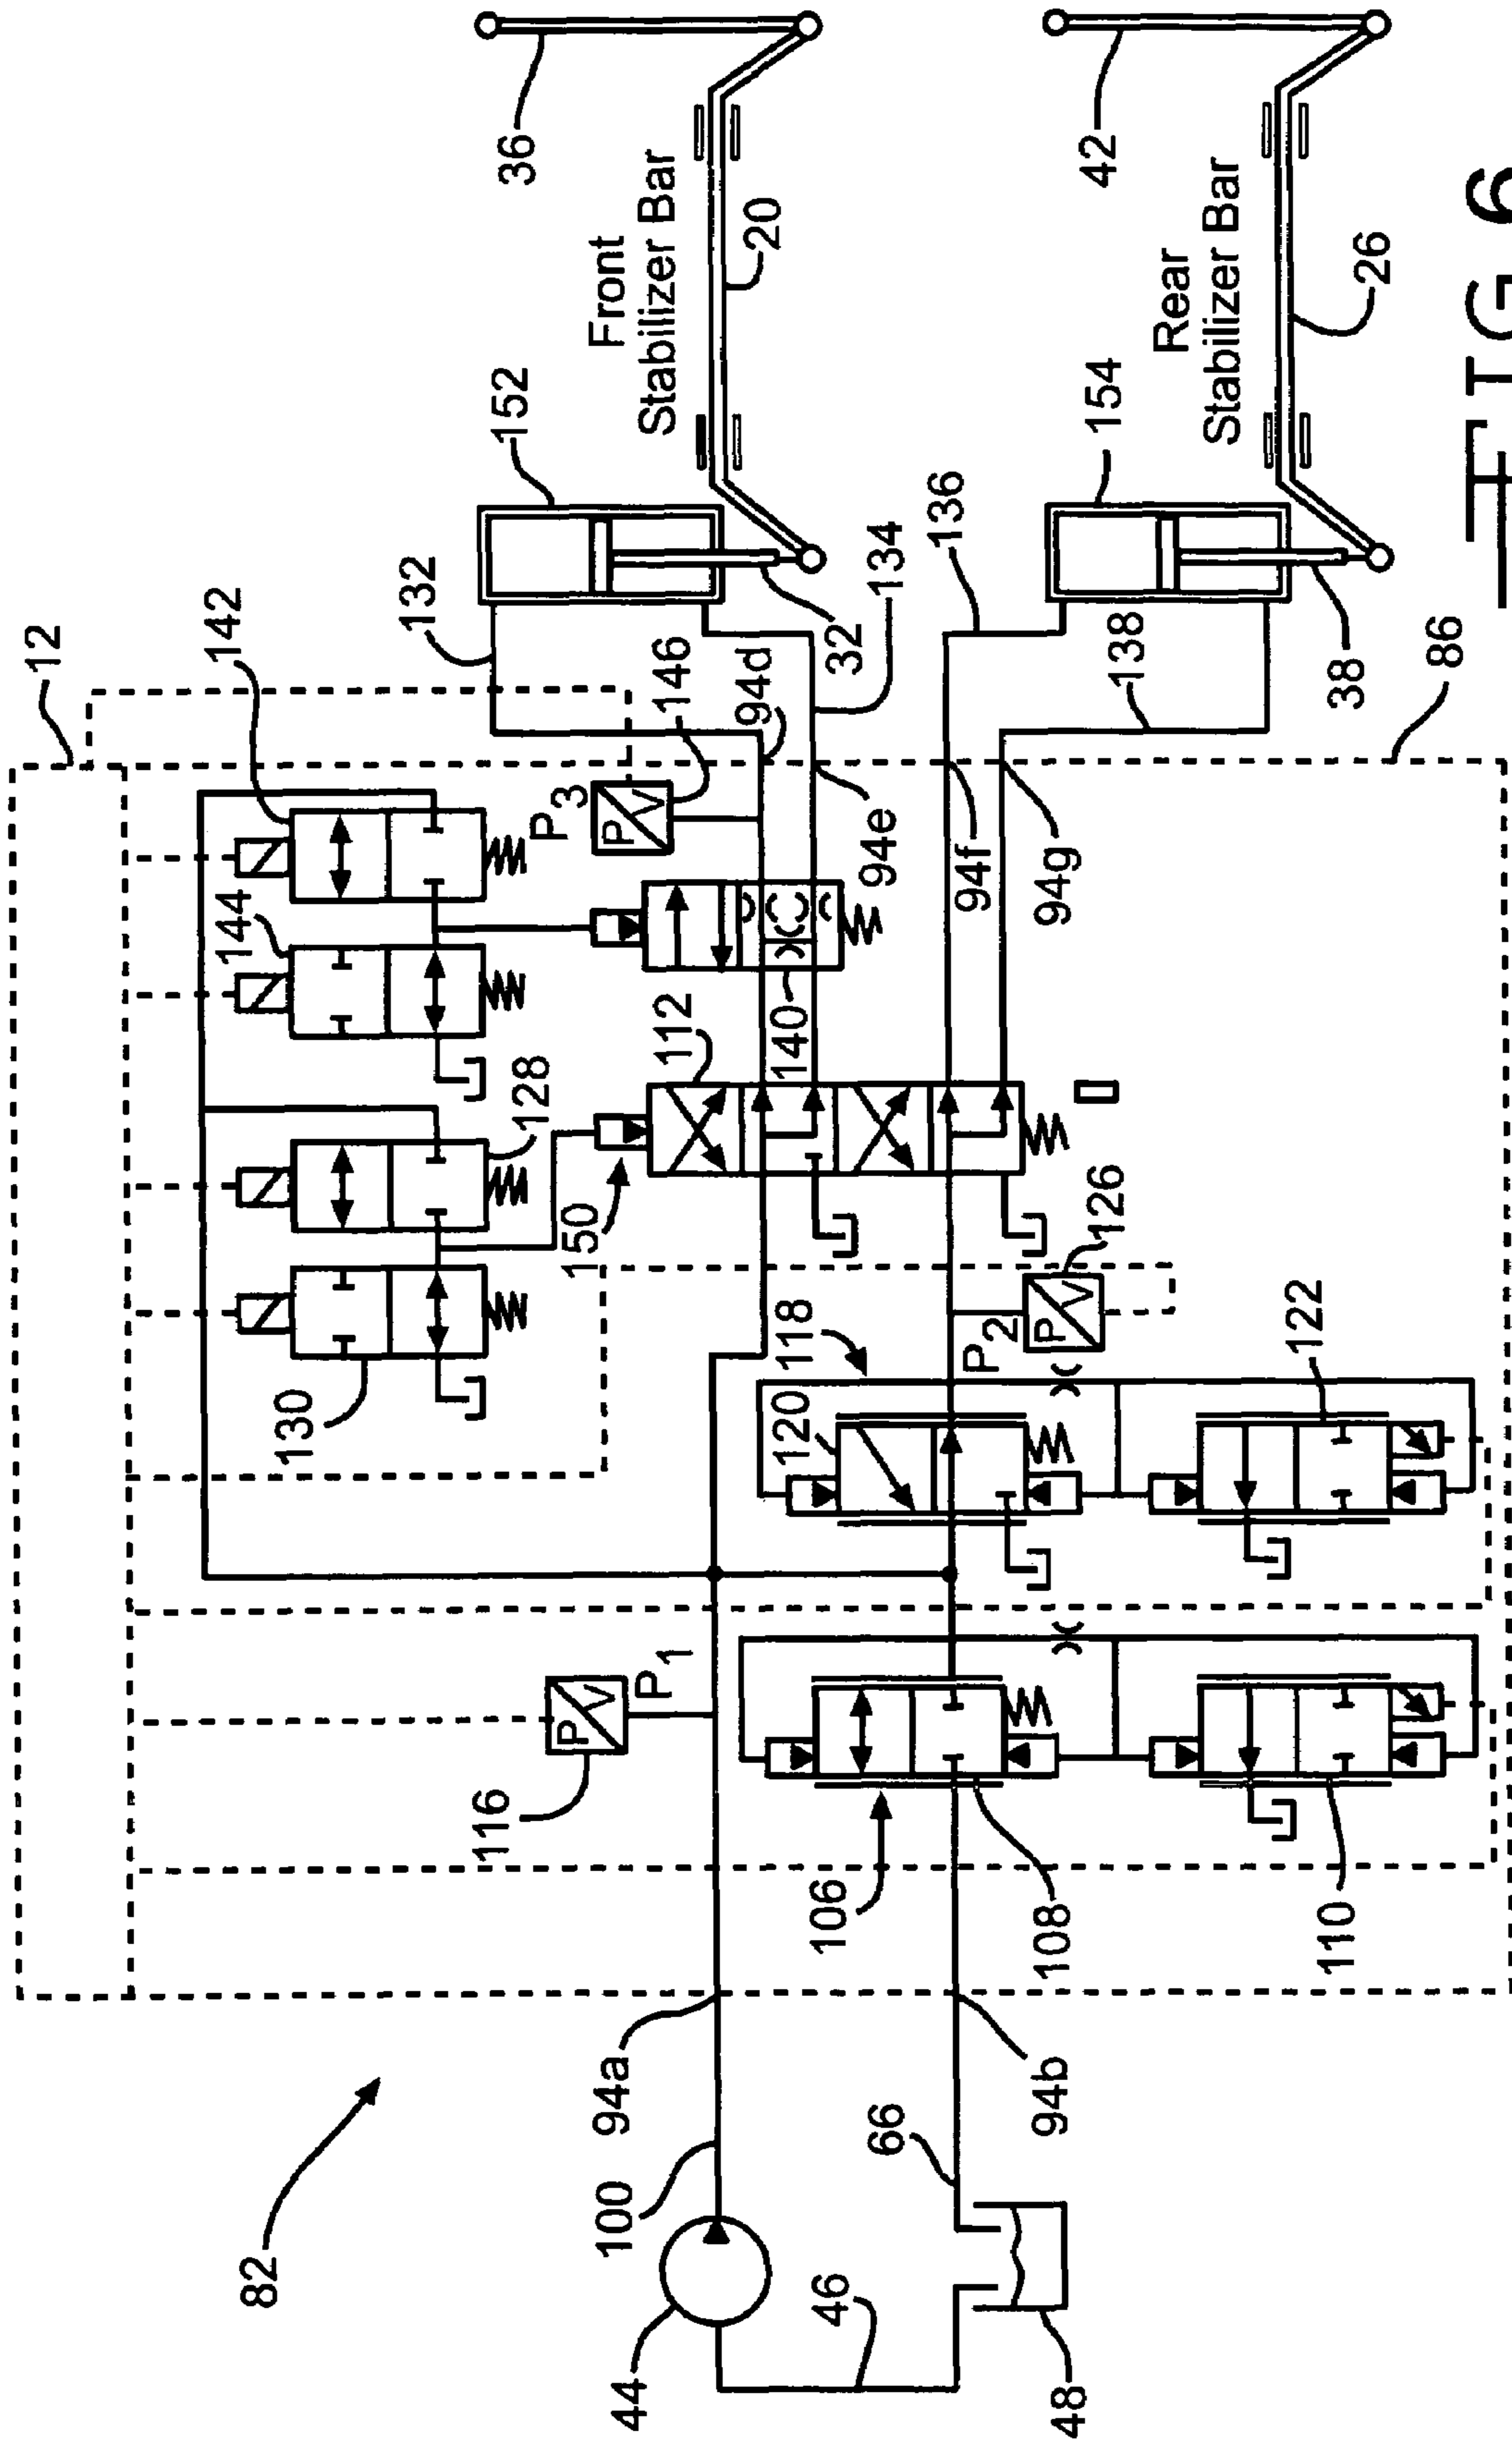 12
142
144
132
152
36
Front
Stabilizer Bar
20
128
130
P3
P
V
146
94d
134
32
94e
140
112
150
136
94f
94g
138
Rear
Stabilizer Bar
42
26
154
38
86
P1
P
V
116
118
120
P2
P
V
126
122
106
108
110
82
94a
100
44
46
66
94b
48
FIG 6